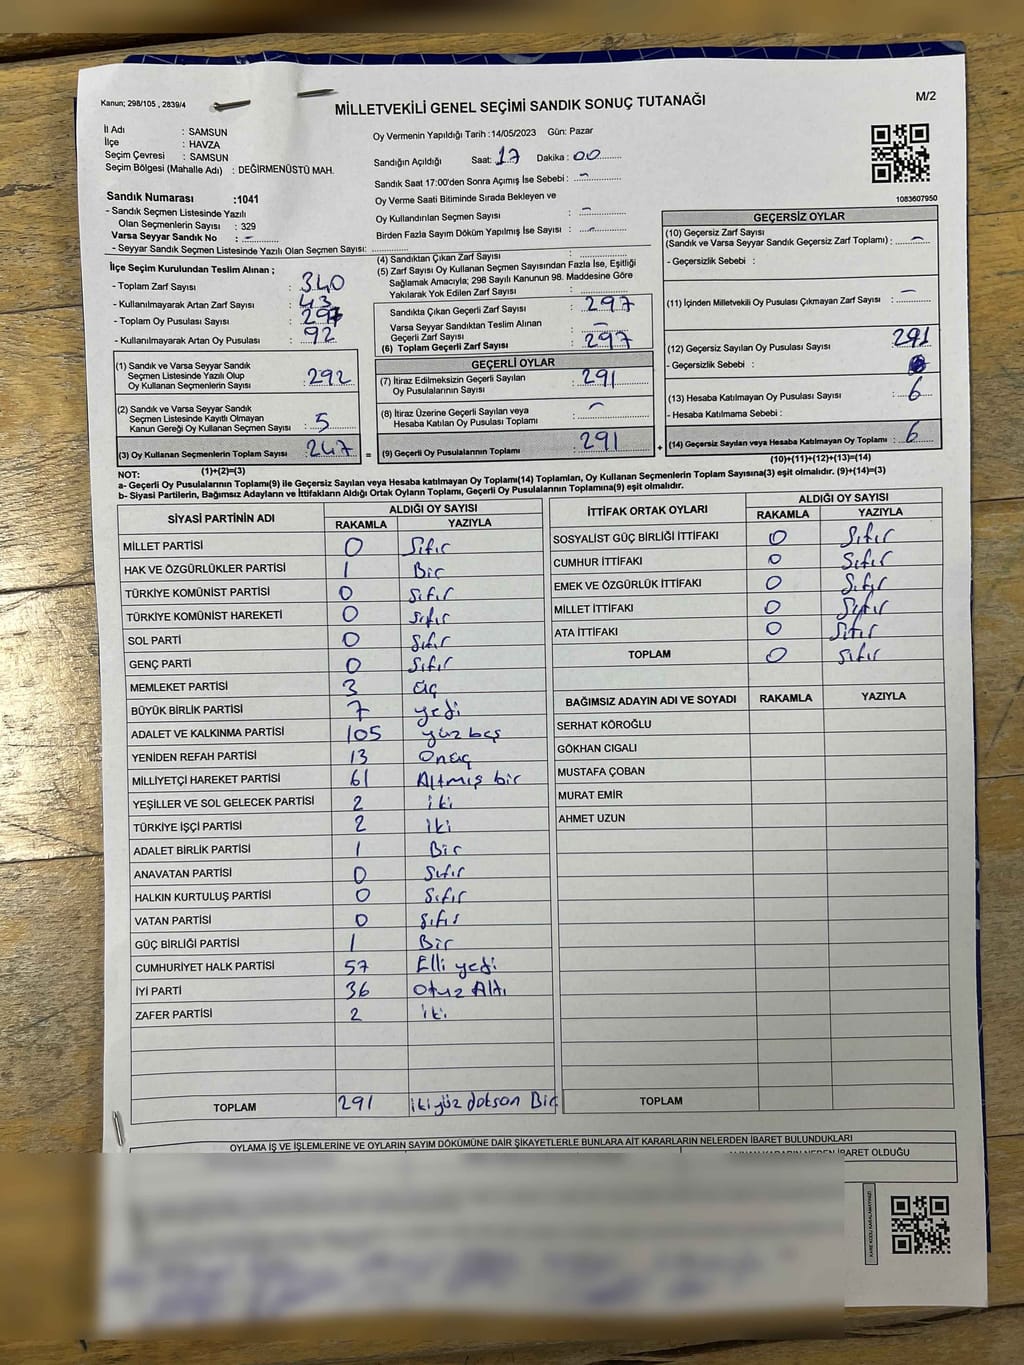 Kanun; 298/105 , 2839/4
MİLLETVEKİLİ GENEL SEÇİMİ SANDIK SONUÇ TUTANAĞI
M/2
İl Adı : SAMSUN
İlçe : HAVZA
Seçim Çevresi : SAMSUN
Seçim Bölgesi (Mahalle Adı) : DEĞİRMENÜSTÜ MAH.
Sandık Numarası :1041
- Sandık Seçmen Listesinde Yazılı
Olan Seçmenlerin Sayısı : 329
Varsa Seyyar Sandık No : -
- Seyyar Sandık Seçmen Listesinde Yazılı Olan Seçmen Sayısı:
Oy Vermenin Yapıldığı Tarih :14/05/2023 Gün: Pazar
Sandığın Açıldığı Saat: 17 Dakika : 00
Sandık Saat 17:00'den Sonra Açımış İse Sebebi : -
Oy Verme Saati Bitiminde Sırada Bekleyen ve
Oy Kullandırılan Seçmen Sayısı : -
Birden Fazla Sayım Döküm Yapılmış İse Sayısı : -
1083607950
İlçe Seçim Kurulundan Teslim Alınan ;
- Toplam Zarf Sayısı : 340
- Kullanılmayarak Artan Zarf Sayısı : 43
- Toplam Oy Pusulası Sayısı :
- Kullanılmayarak Artan Oy Pusulası : 92
(1) Sandık ve Varsa Seyyar Sandık
Seçmen Listesinde Yazılı Olup
Oy Kullanan Seçmenlerin Sayısı : 292
(2) Sandık ve Varsa Seyyar Sandık
Seçmen Listesinde Kayıtlı Olmayan
Kanun Gereği Oy Kullanan Seçmen Sayısı : 5
(3) Oy Kullanan Seçmenlerin Toplam Sayısı : 247
(1)+(2)=(3)
(4) Sandıktan Çıkan Zarf Sayısı :
(5) Zarf Sayısı Oy Kullanan Seçmen Sayısından Fazla İse, Eşitliği
Sağlamak Amacıyla; 298 Sayılı Kanunun 98. Maddesine Göre
Yakılarak Yok Edilen Zarf Sayısı :
Sandıkta Çıkan Geçerli Zarf Sayısı : 297
Varsa Seyyar Sandıktan Teslim Alınan
Geçerli Zarf Sayısı : -
(6) Toplam Geçerli Zarf Sayısı : 297
GEÇERLİ OYLAR
(7) İtiraz Edilmeksizin Geçerli Sayılan
Oy Pusulalarının Sayısı : 291
(8) İtiraz Üzerine Geçerli Sayılan veya
Hesaba Katılan Oy Pusulası Toplamı : -
= (9) Geçerli Oy Pusulalarının Toplamı : 291 +
GEÇERSİZ OYLAR
(10) Geçersiz Zarf Sayısı
(Sandık ve Varsa Seyyar Sandık Geçersiz Zarf Toplamı) : -
- Geçersizlik Sebebi :
(11) İçinden Milletvekili Oy Pusulası Çıkmayan Zarf Sayısı : -
(12) Geçersiz Sayılan Oy Pusulası Sayısı : 291
- Geçersizlik Sebebi :
(13) Hesaba Katılmayan Oy Pusulası Sayısı : 6
- Hesaba Katılmama Sebebi :
(14) Geçersiz Sayılan veya Hesaba Katılmayan Oy Toplamı : 6
(10)+(11)+(12)+(13)=(14)
NOT:
a- Geçerli Oy Pusulalarının Toplamı(9) ile Geçersiz Sayılan veya Hesaba katılmayan Oy Toplamı(14) Toplamları, Oy Kullanan Seçmenlerin Toplam Sayısına(3) eşit olmalıdır. (9)+(14)=(3)
b- Siyasi Partilerin, Bağımsız Adayların ve İttifakların Aldığı Ortak Oyların Toplamı, Geçerli Oy Pusulalarının Toplamına(9) eşit olmalıdır.
SİYASİ PARTİNİN ADI ALDIĞI OY SAYISI
RAKAMLA YAZIYLA
MİLLET PARTİSİ 0 Sıfır
HAK VE ÖZGÜRLÜKLER PARTİSİ 1 Bir
TÜRKİYE KOMÜNİST PARTİSİ 0 Sıfır
TÜRKİYE KOMÜNİST HAREKETİ 0 Sıfır
SOL PARTİ 0 Sıfır
GENÇ PARTİ 0 Sıfır
MEMLEKET PARTİSİ 3 üç
BÜYÜK BİRLİK PARTİSİ 7 yedi
ADALET VE KALKINMA PARTİSİ 105 yüz beş
YENİDEN REFAH PARTİSİ 13 Onüç
MİLLİYETÇİ HAREKET PARTİSİ 61 Altmış bir
YEŞİLLER VE SOL GELECEK PARTİSİ 2 iki
TÜRKİYE İŞÇİ PARTİSİ 2 iki
ADALET BİRLİK PARTİSİ 1 Bir
ANAVATAN PARTİSİ 0 Sıfır
HALKIN KURTULUŞ PARTİSİ 0 Sıfır
VATAN PARTİSİ 0 Sıfır
GÜÇ BİRLİĞİ PARTİSİ 1 Bir
CUMHURİYET HALK PARTİSİ 57 Elli yedi
İYİ PARTİ 36 Otuz Altı
ZAFER PARTİSİ 2 iki
TOPLAM 291 ikiyüz doksan Bir
İTTİFAK ORTAK OYLARI ALDIĞI OY SAYISI
RAKAMLA YAZIYLA
SOSYALİST GÜÇ BİRLİĞİ İTTİFAKI 0 Sıfır
CUMHUR İTTİFAKI 0 Sıfır
EMEK VE ÖZGÜRLÜK İTTİFAKI 0 Sıfır
MİLLET İTTİFAKI 0 Sıfır
ATA İTTİFAKI 0 Sıfır
TOPLAM 0 Sıfır
BAĞIMSIZ ADAYIN ADI VE SOYADI RAKAMLA YAZIYLA
SERHAT KÖROĞLU
GÖKHAN CIGALI
MUSTAFA ÇOBAN
MURAT EMİR
AHMET UZUN
TOPLAM
OYLAMA İŞ VE İŞLEMLERİNE VE OYLARIN SAYIM DÖKÜMÜNE DAİR ŞİKAYETLERLE BUNLARA AİT KARARLARIN NELERDEN İBARET BULUNDUKLARI
İBARET OLDUĞU
KARE KODU KARALAMAYINIZ!